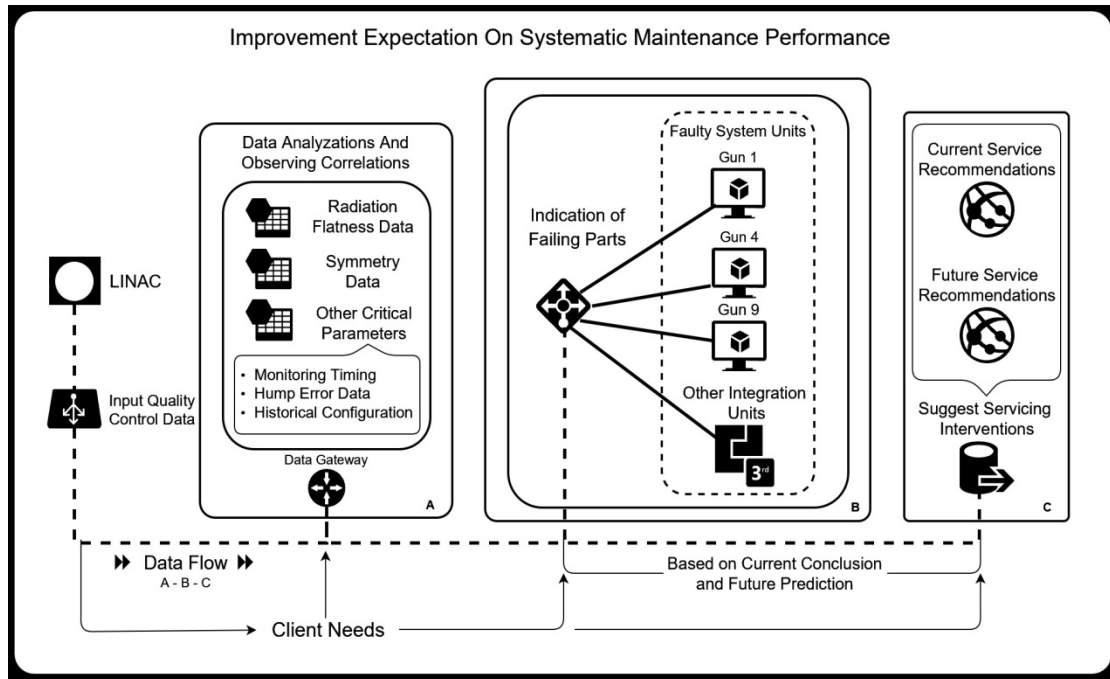 Improvement Expectation On Systematic Maintenance Performance
LINAC
Input Quality
Control Data
Data Analyzations And
Observing Correlations
Radiation
Flatness Data
Symmetry
Data
Other Critical
Parameters
• Monitoring Timing
• Hump Error Data
• Historical Configuration
Data Gateway
A
Indication of
Failing Parts
Faulty System Units
Gun 1
Gun 4
Gun 9
Other Integration
Units
3rd
B
Current Service
Recommendations
Future Service
Recommendations
Suggest Servicing
Interventions
C
Data Flow
A - B - C
Based on Current Conclusion
and Future Prediction
Client Needs